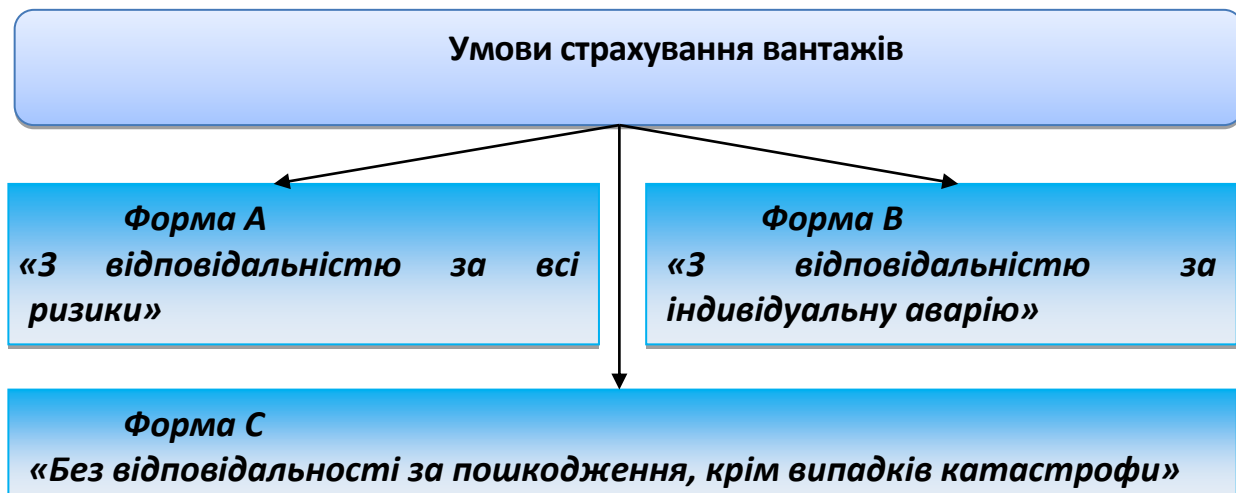 Умови страхування вантажів
Форма А
«З відповідальністю за всі
ризики»
Форма В
«З відповідальністю за
індивідуальну аварію»
Форма С
«Без відповідальності за пошкодження, крім випадків катастрофи»